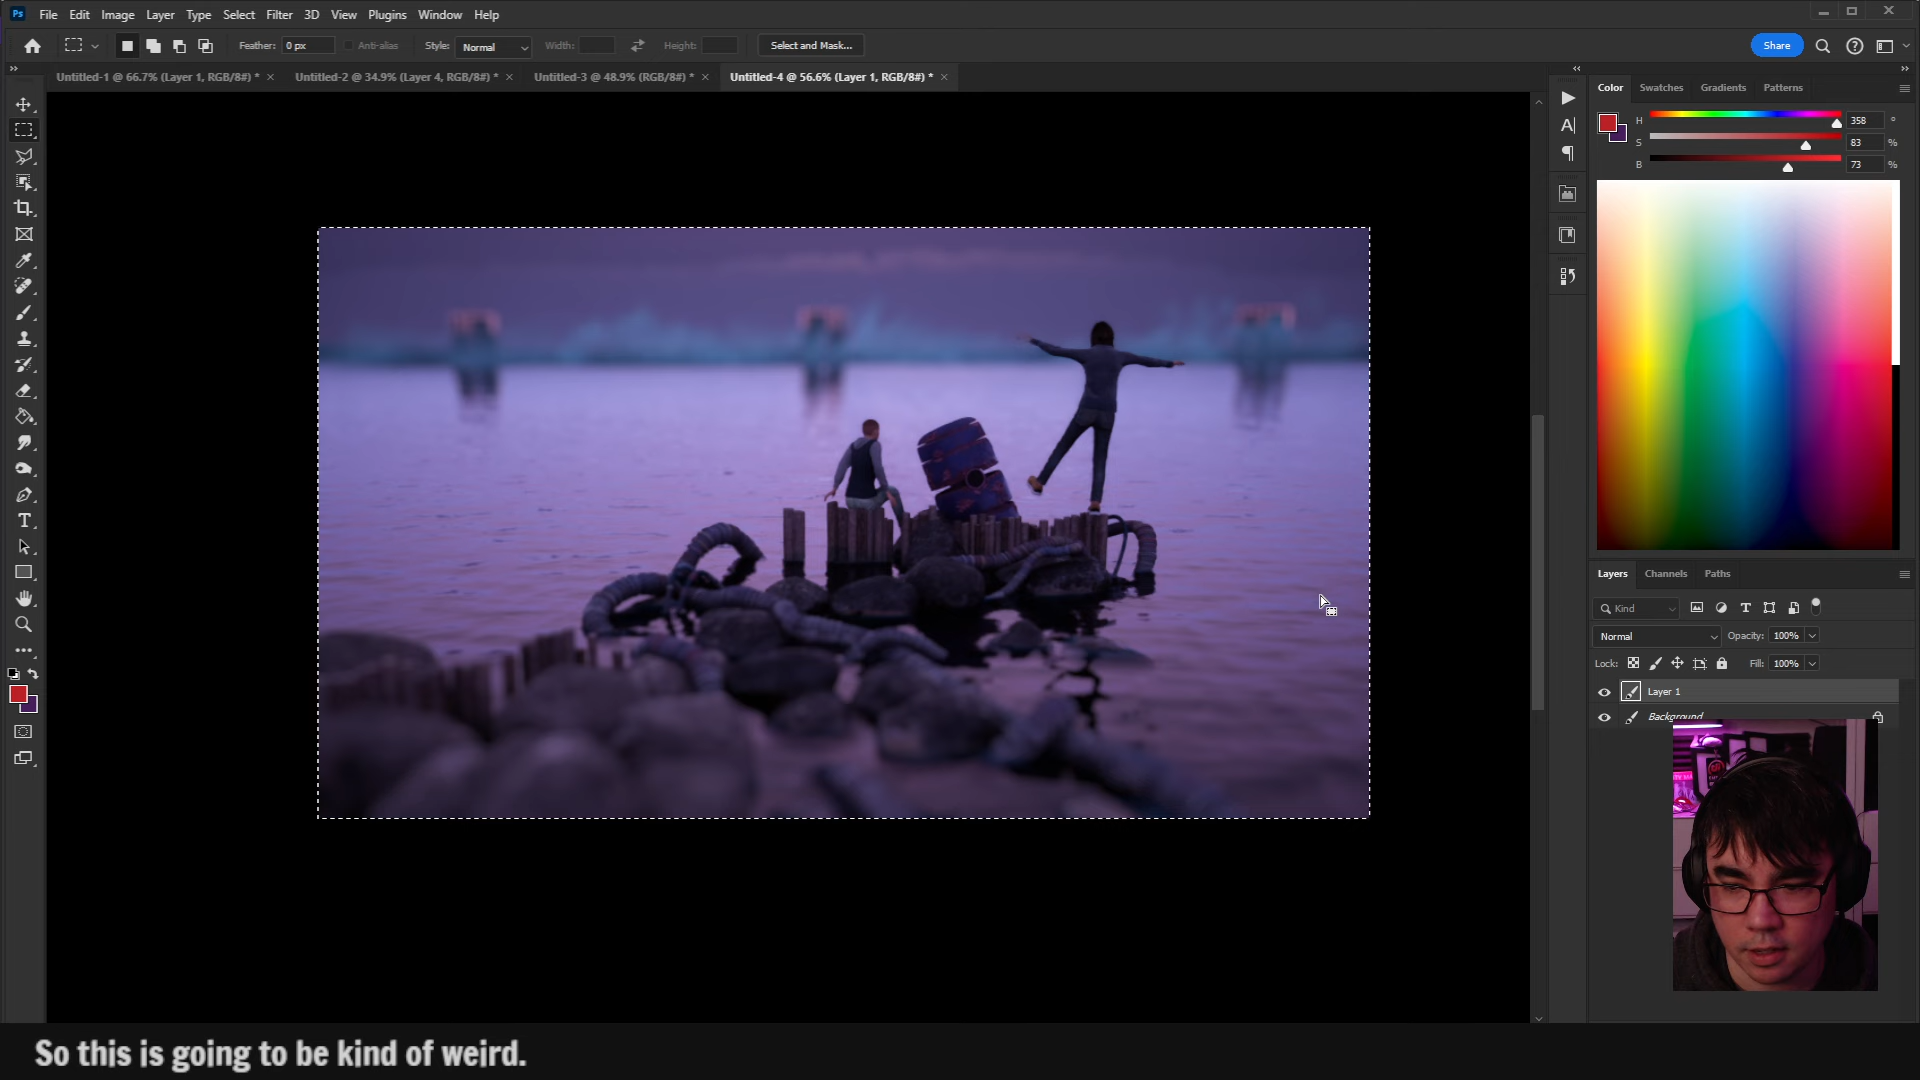 Ps File Edit Image Layer Type Select Filter 3D View Plugins Window Help
Feather: 0 px Anti-alias Style: Normal Width: Height: Select and Mask... Share
Untitled-1 @ 66.7% (Layer 1, RGB/8#) * Untitled-2 @ 34.9% (Layer 4, RGB/8#) * Untitled-3 @ 48.9% (RGB/8#) * Untitled-4 @ 56.6% (Layer 1, RGB/8#) *
Color Swatches Gradients Patterns
H 358 °
S 83 %
B 73 %
Layers Channels Paths
Kind
Normal Opacity: 100%
Lock: Fill: 100%
Layer 1
Background
So this is going to be kind of weird.